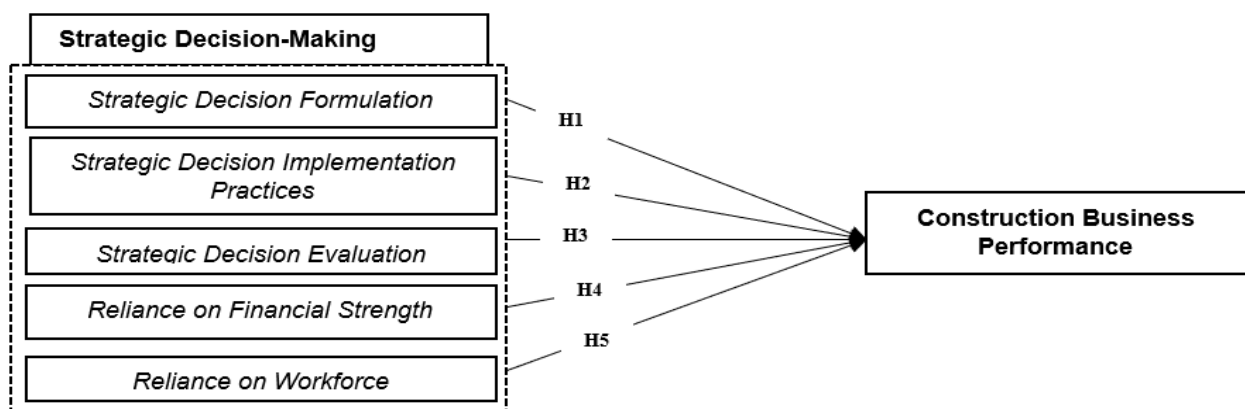 Strategic Decision-Making
Strategic Decision Formulation
H1
Strategic Decision Implementation
Practices
H2
Strategic Decision Evaluation
H3
Reliance on Financial Strength
H4
Reliance on Workforce
H5
Construction Business
Performance